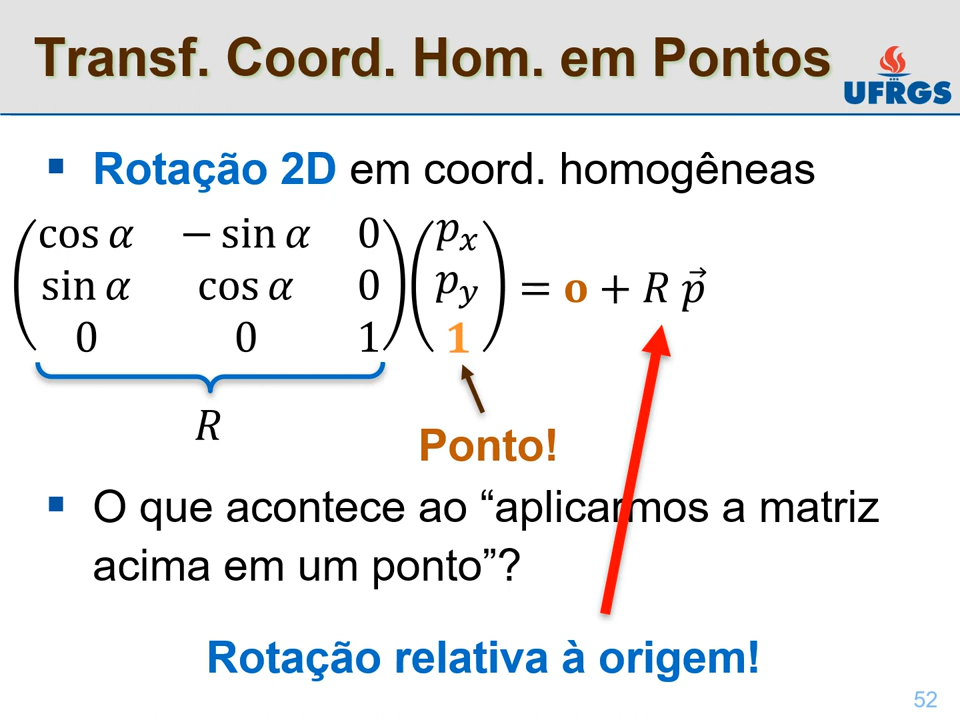 Transf. Coord. Hom. em Pontos
UFRGS
▪ Rotação 2D em coord. homogêneas
cos α − sin α 0 pₓ
sin α cos α 0 p_y = o + R p⃗
0 0 1 1
R
Ponto!
▪ O que acontece ao “aplicarmos a matriz
acima em um ponto”?
Rotação relativa à origem!
52